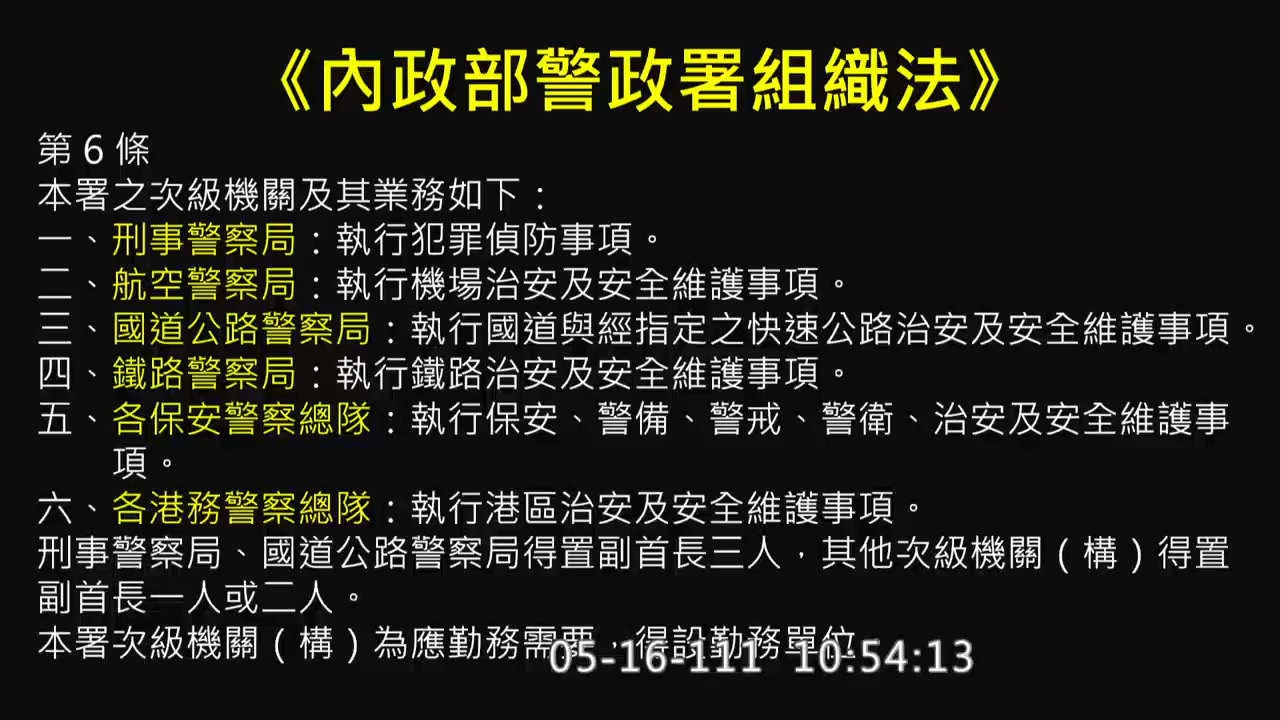 《內政部警政署組織法》
第 6 條
本署之次級機關及其業務如下：
一、刑事警察局：執行犯罪偵防事項。
二、航空警察局：執行機場治安及安全維護事項。
三、國道公路警察局：執行國道與經指定之快速公路治安及安全維護事項。
四、鐵路警察局：執行鐵路治安及安全維護事項。
五、各保安警察總隊：執行保安、警備、警戒、警衛、治安及安全維護事
項。
六、各港務警察總隊：執行港區治安及安全維護事項。
刑事警察局、國道公路警察局得置副首長三人，其他次級機關（構）得置
副首長一人或二人。
本署次級機關（構）為應勤務需要，得設勤務單位。
05-16-111 10:54:13